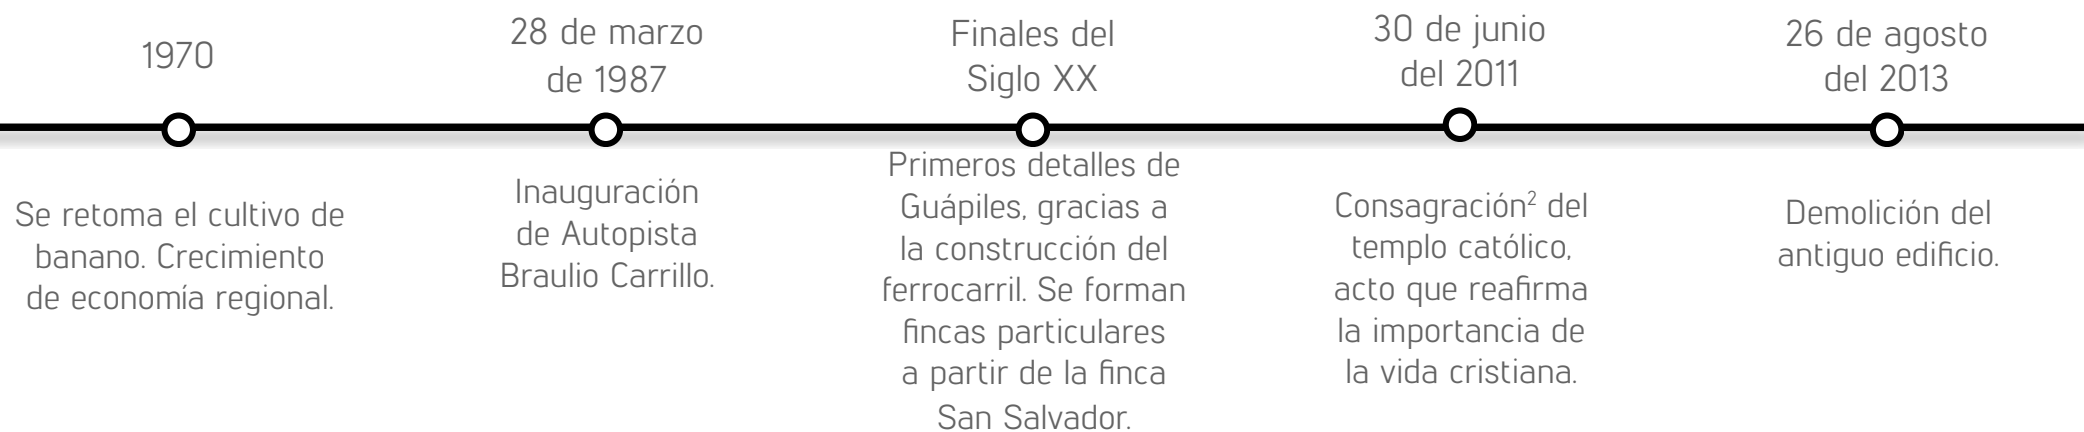 1970
Se retoma el cultivo de
banano. Crecimiento
de economía regional.
28 de marzo
de 1987
Inauguración
de Autopista
Braulio Carrillo.
Finales del
Siglo XX
Primeros detalles de
Guápiles, gracias a
la construcción del
ferrocarril. Se forman
fincas particulares
a partir de la finca
San Salvador.
30 de junio
del 2011
Consagración² del
templo católico,
acto que reafirma
la importancia de
la vida cristiana.
26 de agosto
del 2013
Demolición del
antiguo edificio.